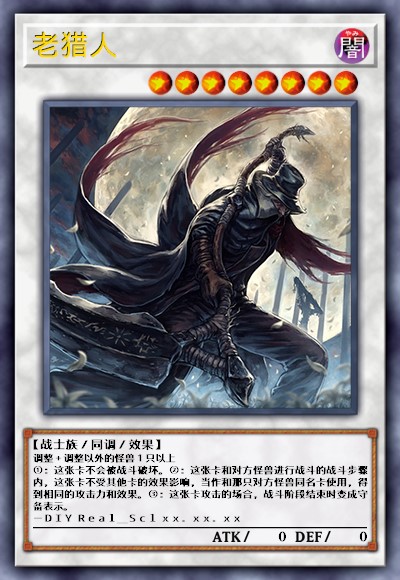 老猎人
やみ
闇
【战士族／同调／效果】
调整＋调整以外的怪兽１只以上
①：这张卡不会被战斗破坏。②：这张卡和对方怪兽进行战斗的战斗步骤
内，这张卡不受其他卡的效果影响，当作和那只对方怪兽同名卡使用，得
到相同的攻击力和效果。③：这张卡攻击的场合，战斗阶段结束时变成守
备表示。
－DIY Real＿Scl xx. xx. xx
ATK/ 0 DEF/ 0